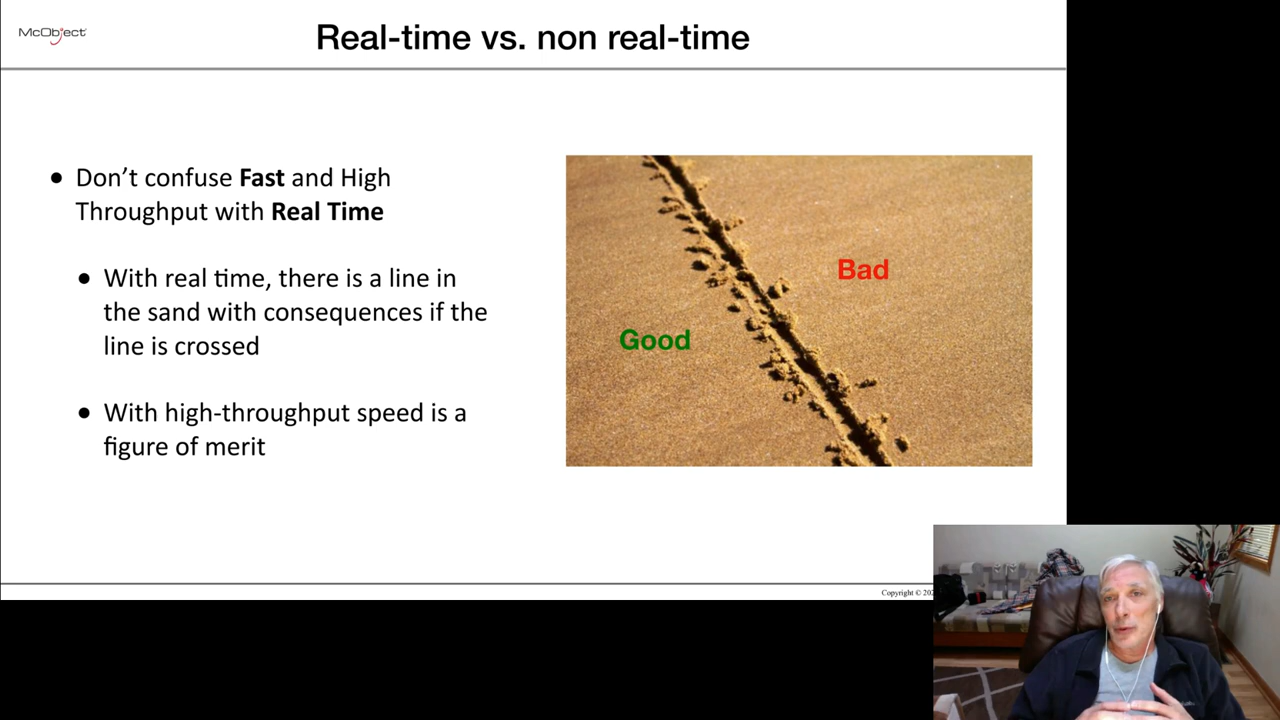 McObject
Real-time vs. non real-time
● Don’t confuse Fast and High
Throughput with Real Time
● With real time, there is a line in
the sand with consequences if the
line is crossed
● With high-throughput speed is a
figure of merit
Good
Bad
Copyright © 202